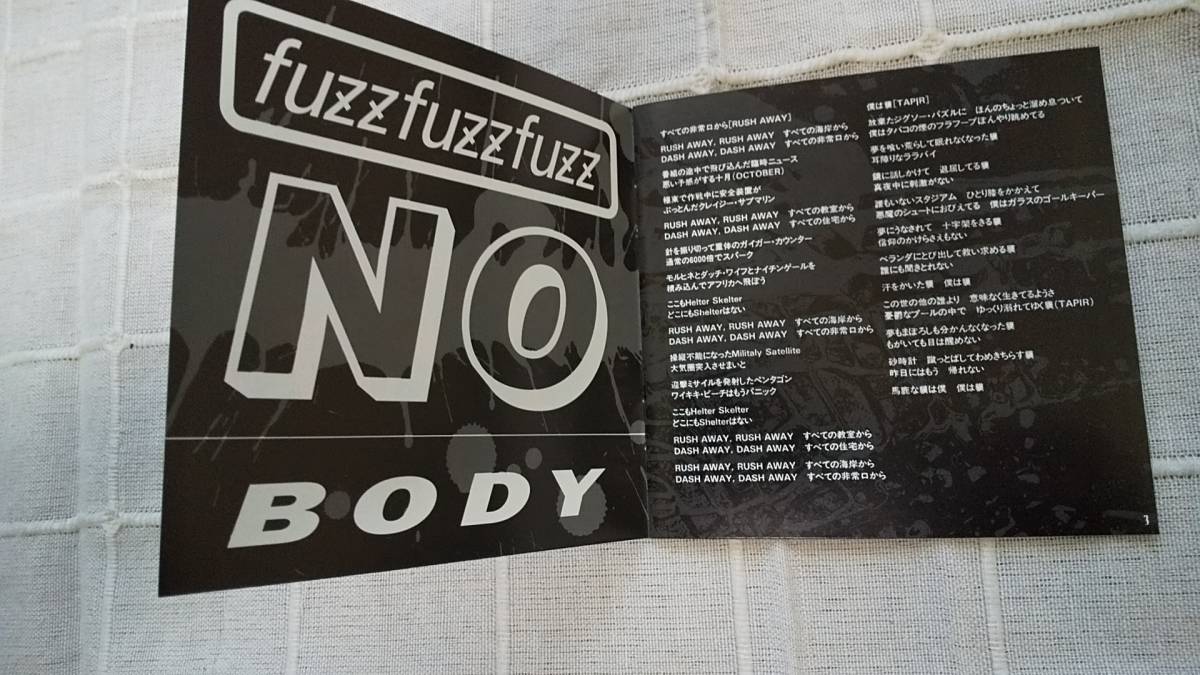 fuzzfuzzfuzz
NO
BODY
すべての非常口から[RUSH AWAY]
RUSH AWAY, RUSH AWAY すべての海岸から
DASH AWAY, DASH AWAY すべての非常口から
番組の途中で飛び込んだ臨時ニュース
悪い予感がする十月(OCTOBER)
極東で作戦中に安全装置が
ぶっとんだクレイジー・サブマリン
RUSH AWAY, RUSH AWAY すべての教室から
DASH AWAY, DASH AWAY すべての住宅から
針を振り切って重体のガイガー・カウンター
通常の6000倍でスパーク
モルヒネとダッチ・ワイフとナイチンゲールを
積み込んでアフリカへ飛ぼう
ここもHelter Skelter
どこにもShelterはない
RUSH AWAY, RUSH AWAY すべての海岸から
DASH AWAY, DASH AWAY すべての非常口から
操縦不能になったMilitaly Satellite
大気圏突入させまいと
迎撃ミサイルを発射したペンタゴン
ワイキキ・ビーチはもうパニック
ここもHelter Skelter
どこにもShelterはない
RUSH AWAY, RUSH AWAY すべての教室から
DASH AWAY, DASH AWAY すべての住宅から
RUSH AWAY, RUSH AWAY すべての海岸から
DASH AWAY, DASH AWAY すべての非常口から
僕は獏[TAPIR]
放棄たジグソー・パズルに ほんのちょっと溜め息ついて
僕はタバコの煙のフラフープぼんやり眺めてる
夢を喰い荒らして眠れなくなった獏
耳障りなララバイ
鏡に話しかけて 退屈してる獏
真夜中に刺激がない
誰もいないスタジアム ひとり膝をかかえて
悪魔のシュートにおびえてる 僕はガラスのゴールキーパー
夢にうなされて 十字架をきる獏
信仰のかけらさえもない
ベランダにとび出して救い求める獏
誰にも聞きとれない
汗をかいた獏 僕は獏
この世の他の誰より 意味なく生きてるようさ
憂鬱なプールの中で ゆっくり溺れてゆく獏(TAPIR)
夢もまぼろしも分かんなくなった獏
もがいても目は醒めない
砂時計 蹴っとばしてわめきちらす獏
昨日にはもう 帰れない
馬鹿な獏は僕 僕は獏